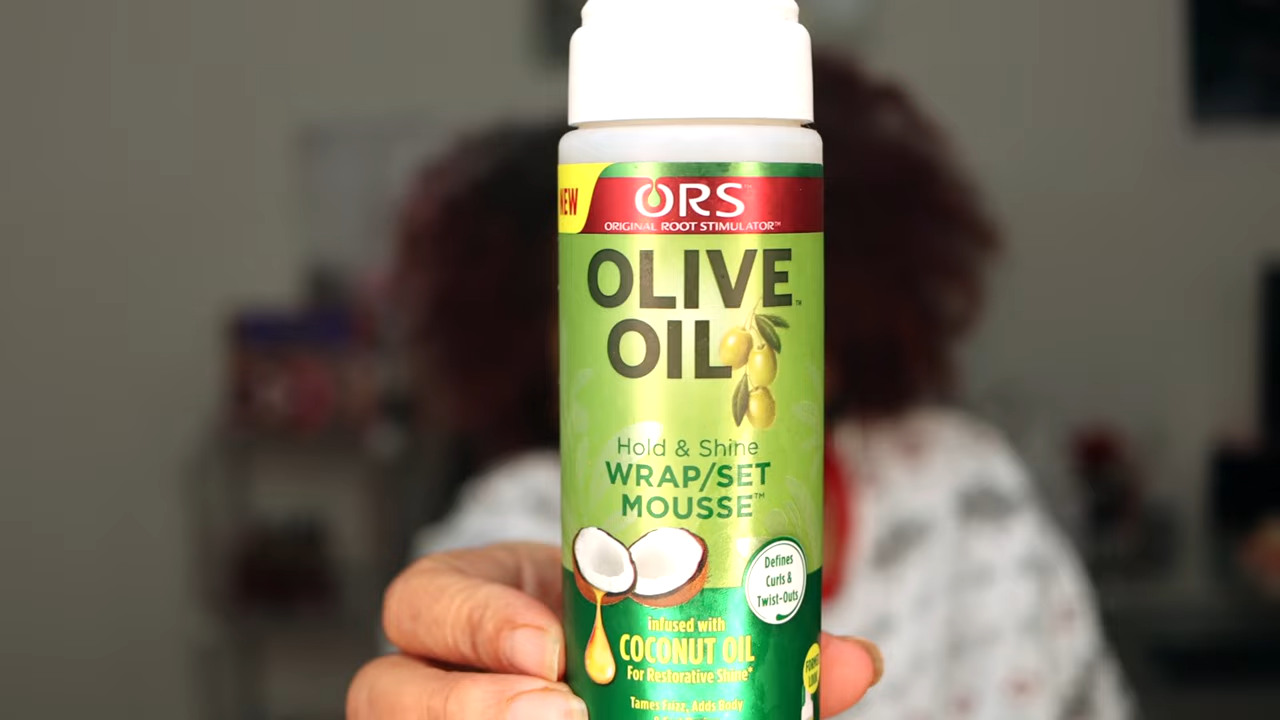 NEW
ORS™
ORIGINAL ROOT STIMULATOR™
OLIVE
OIL™
Hold & Shine
WRAP/SET
MOUSSE™
Defines
Curls &
Twist-Outs
infused with
COCONUT OIL
For Restorative Shine*
Tames Frizz, Adds Body